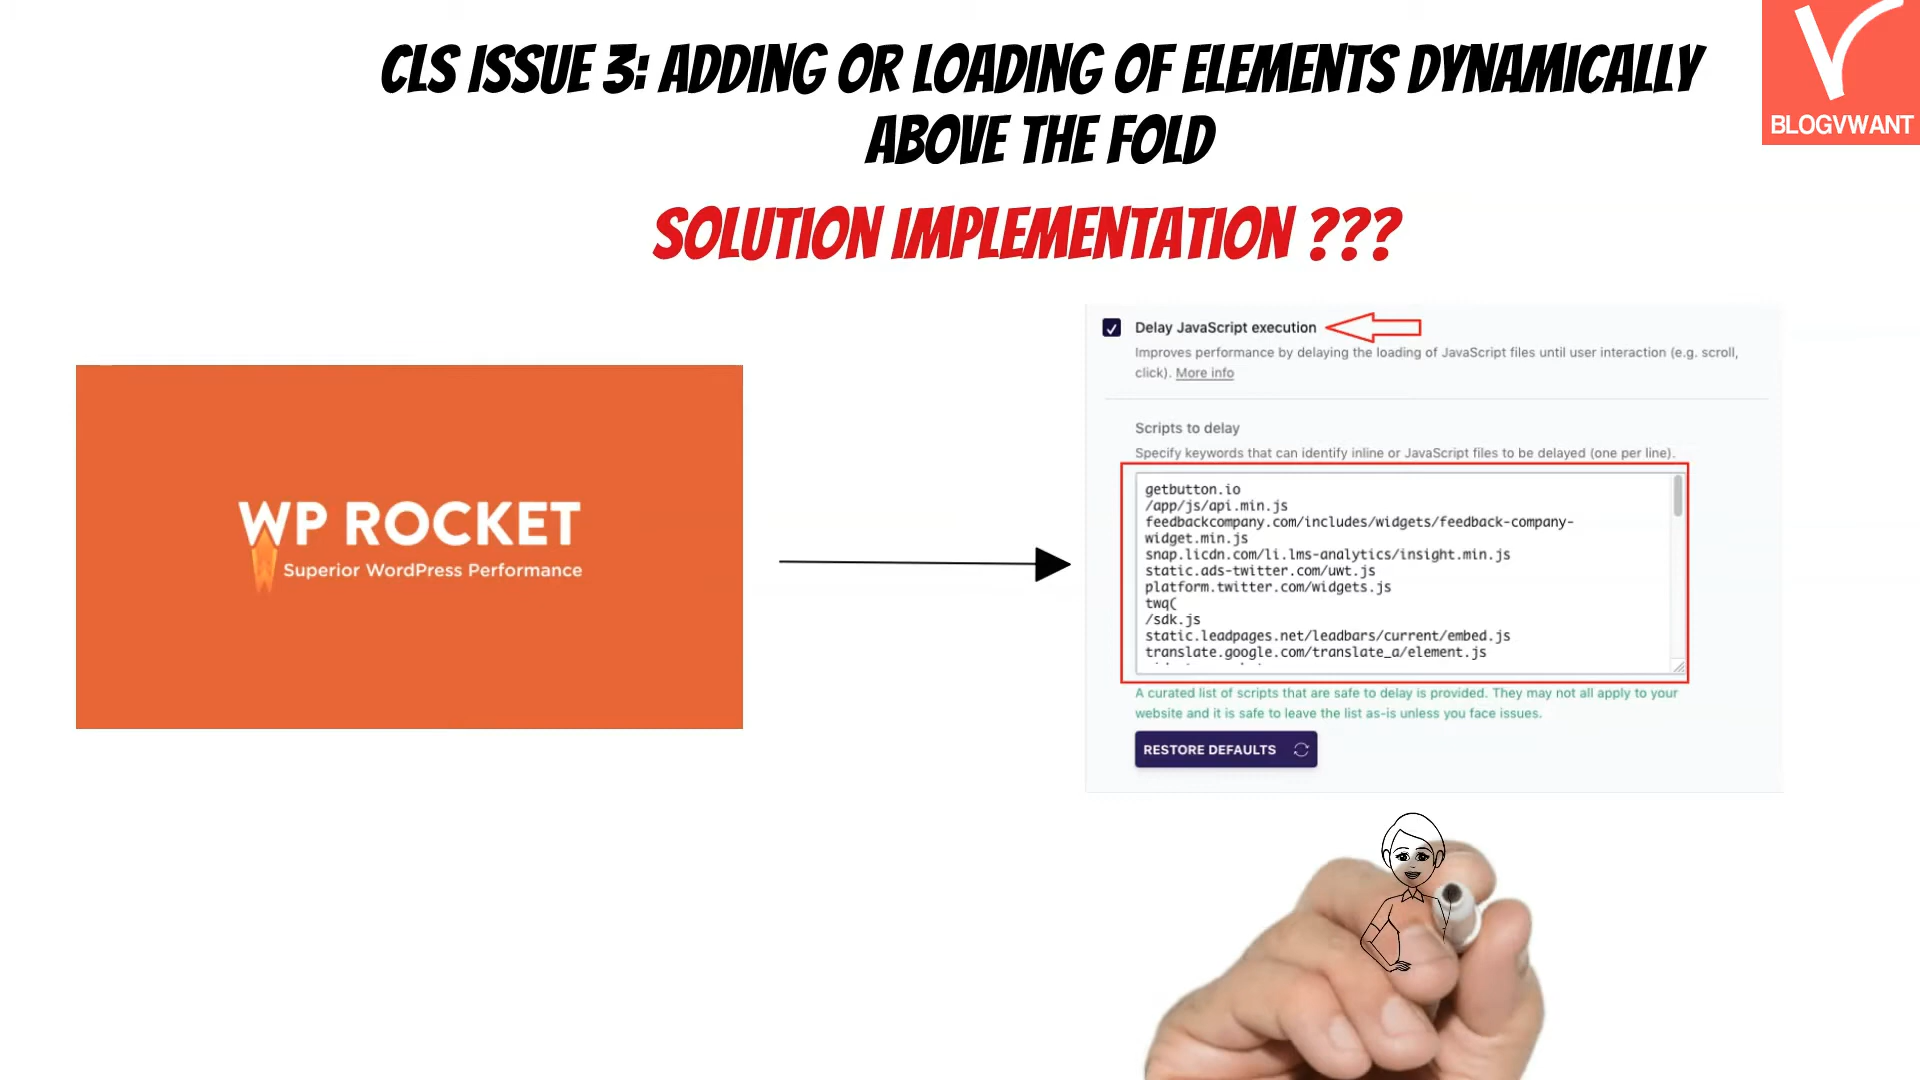 CLS ISSUE 3: ADDING OR LOADING OF ELEMENTS DYNAMICALLY
ABOVE THE FOLD
SOLUTION IMPLEMENTATION ???
BLOGVWANT
WP ROCKET
Superior WordPress Performance
Delay JavaScript execution
Improves performance by delaying the loading of JavaScript files until user interaction (e.g. scroll,
click). More info
Scripts to delay
Specify keywords that can identify inline or JavaScript files to be delayed (one per line).
getbutton.io
/app/js/api.min.js
feedbackcompany.com/includes/widgets/feedback-company-
widget.min.js
snap.licdn.com/li.lms-analytics/insight.min.js
static.ads-twitter.com/uwt.js
platform.twitter.com/widgets.js
twq(
/sdk.js
static.leadpages.net/leadbars/current/embed.js
translate.google.com/translate_a/element.js
A curated list of scripts that are safe to delay is provided. They may not all apply to your
website and it is safe to leave the list as-is unless you face issues.
RESTORE DEFAULTS